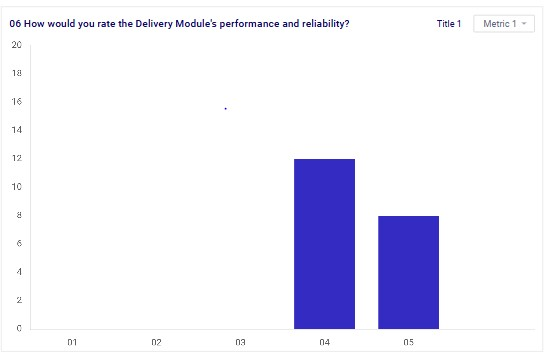 06 How would you rate the Delivery Module's performance and reliability?
Title 1
Metric 1
20
18
16
14
12
10
8
6
4
2
0
01 02 03 04 05